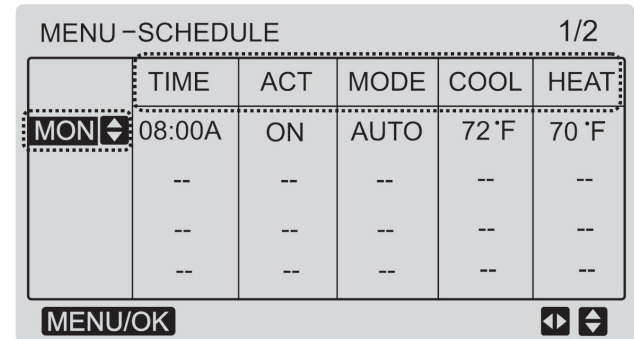 MENU-SCHEDULE 1/2
TIME ACT MODE COOL HEAT
MON 08:00A ON AUTO 72°F 70°F
-- -- -- -- --
-- -- -- -- --
-- -- -- -- --
MENU/OK